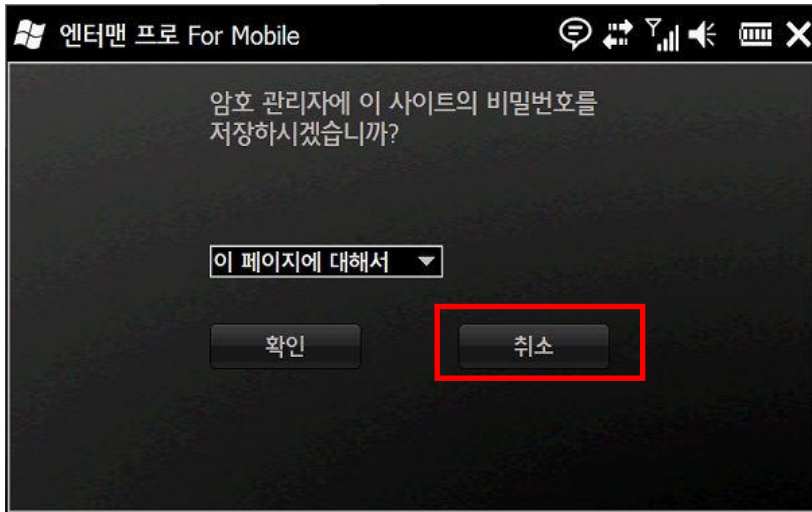 엔터맨 프로 For Mobile
암호 관리자에 이 사이트의 비밀번호를
저장하시겠습니까?
이 페이지에 대해서
확인
취소